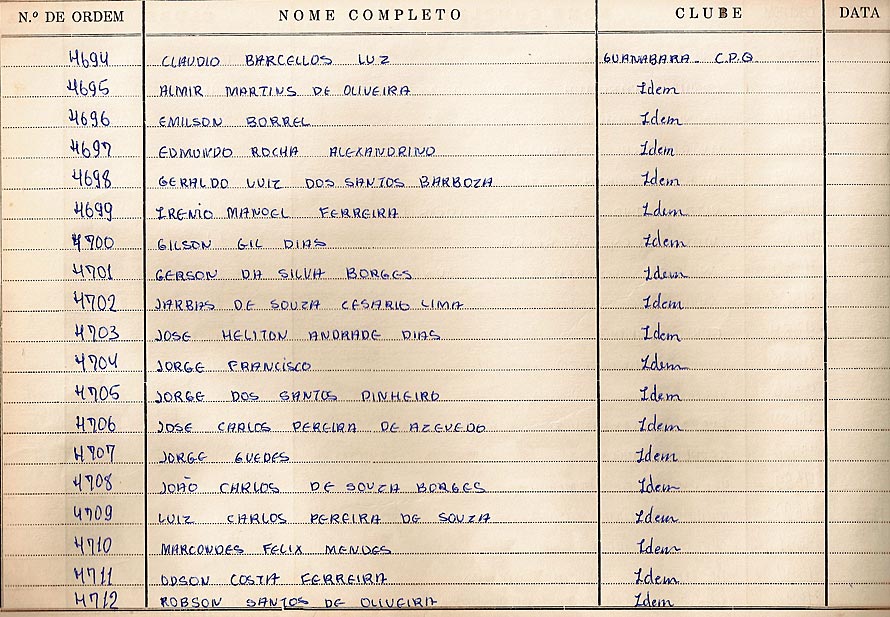 N.º DE ORDEM NOME COMPLETO CLUBE DATA
4694 CLAUDIO BARCELLOS LUZ GUANABARA - C.P.Q.
4695 ALMIR MARTINS DE OLIVEIRA Idem
4696 EMILSON BORREL Idem
4697 EDMUNDO ROCHA ALEXANDRINO Idem
4698 GERALDO LUIZ DOS SANTOS BARBOZA Idem
4699 IRENIO MANOEL FERREIRA Idem
4700 GILSON GIL DIAS Idem
4701 GERSON DA SILVA BORGES Idem
4702 JARBAS DE SOUZA CESARIO LIMA Idem
4703 JOSE HELITON ANDRADE DIAS Idem
4704 JORGE FRANCISCO Idem
4705 JORGE DOS SANTOS PINHEIRO Idem
4706 JOSE CARLOS PEREIRA DE AZEVEDO Idem
4707 JORGE GUEDES Idem
4708 JOÃO CARLOS DE SOUZA BORGES Idem
4709 LUIZ CARLOS PEREIRA DE SOUZA Idem
4710 MARCONDES FELIX MENDES Idem
4711 ODSON COSTA FERREIRA Idem
4712 ROBSON SANTOS DE OLIVEIRA Idem